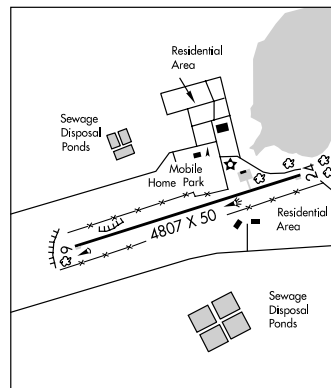 Residential
Area
Sewage
Disposal
Ponds
Mobile
Home Park
24
4807 X 50
6
Residential
Area
Sewage
Disposal
Ponds